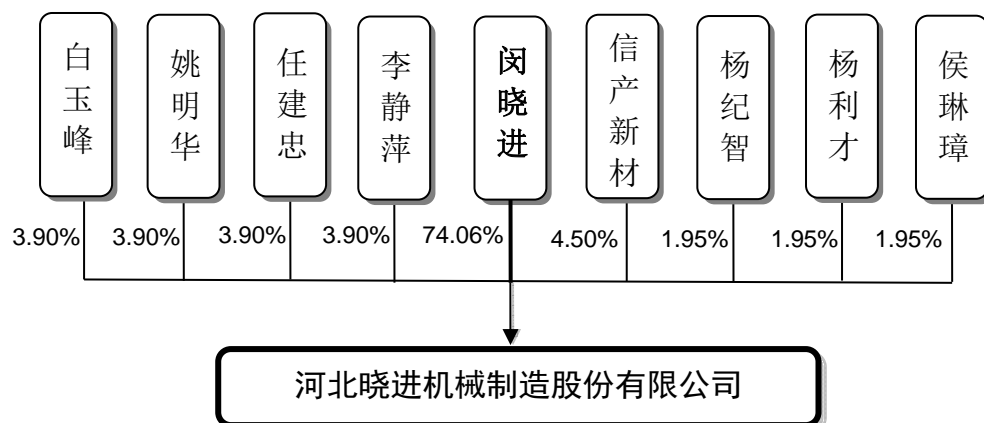 白玉峰
姚明华
任建忠
李静萍
闵晓进
信产新材
杨纪智
杨利才
侯琳璋
3.90%
3.90%
3.90%
3.90%
74.06%
4.50%
1.95%
1.95%
1.95%
河北晓进机械制造股份有限公司